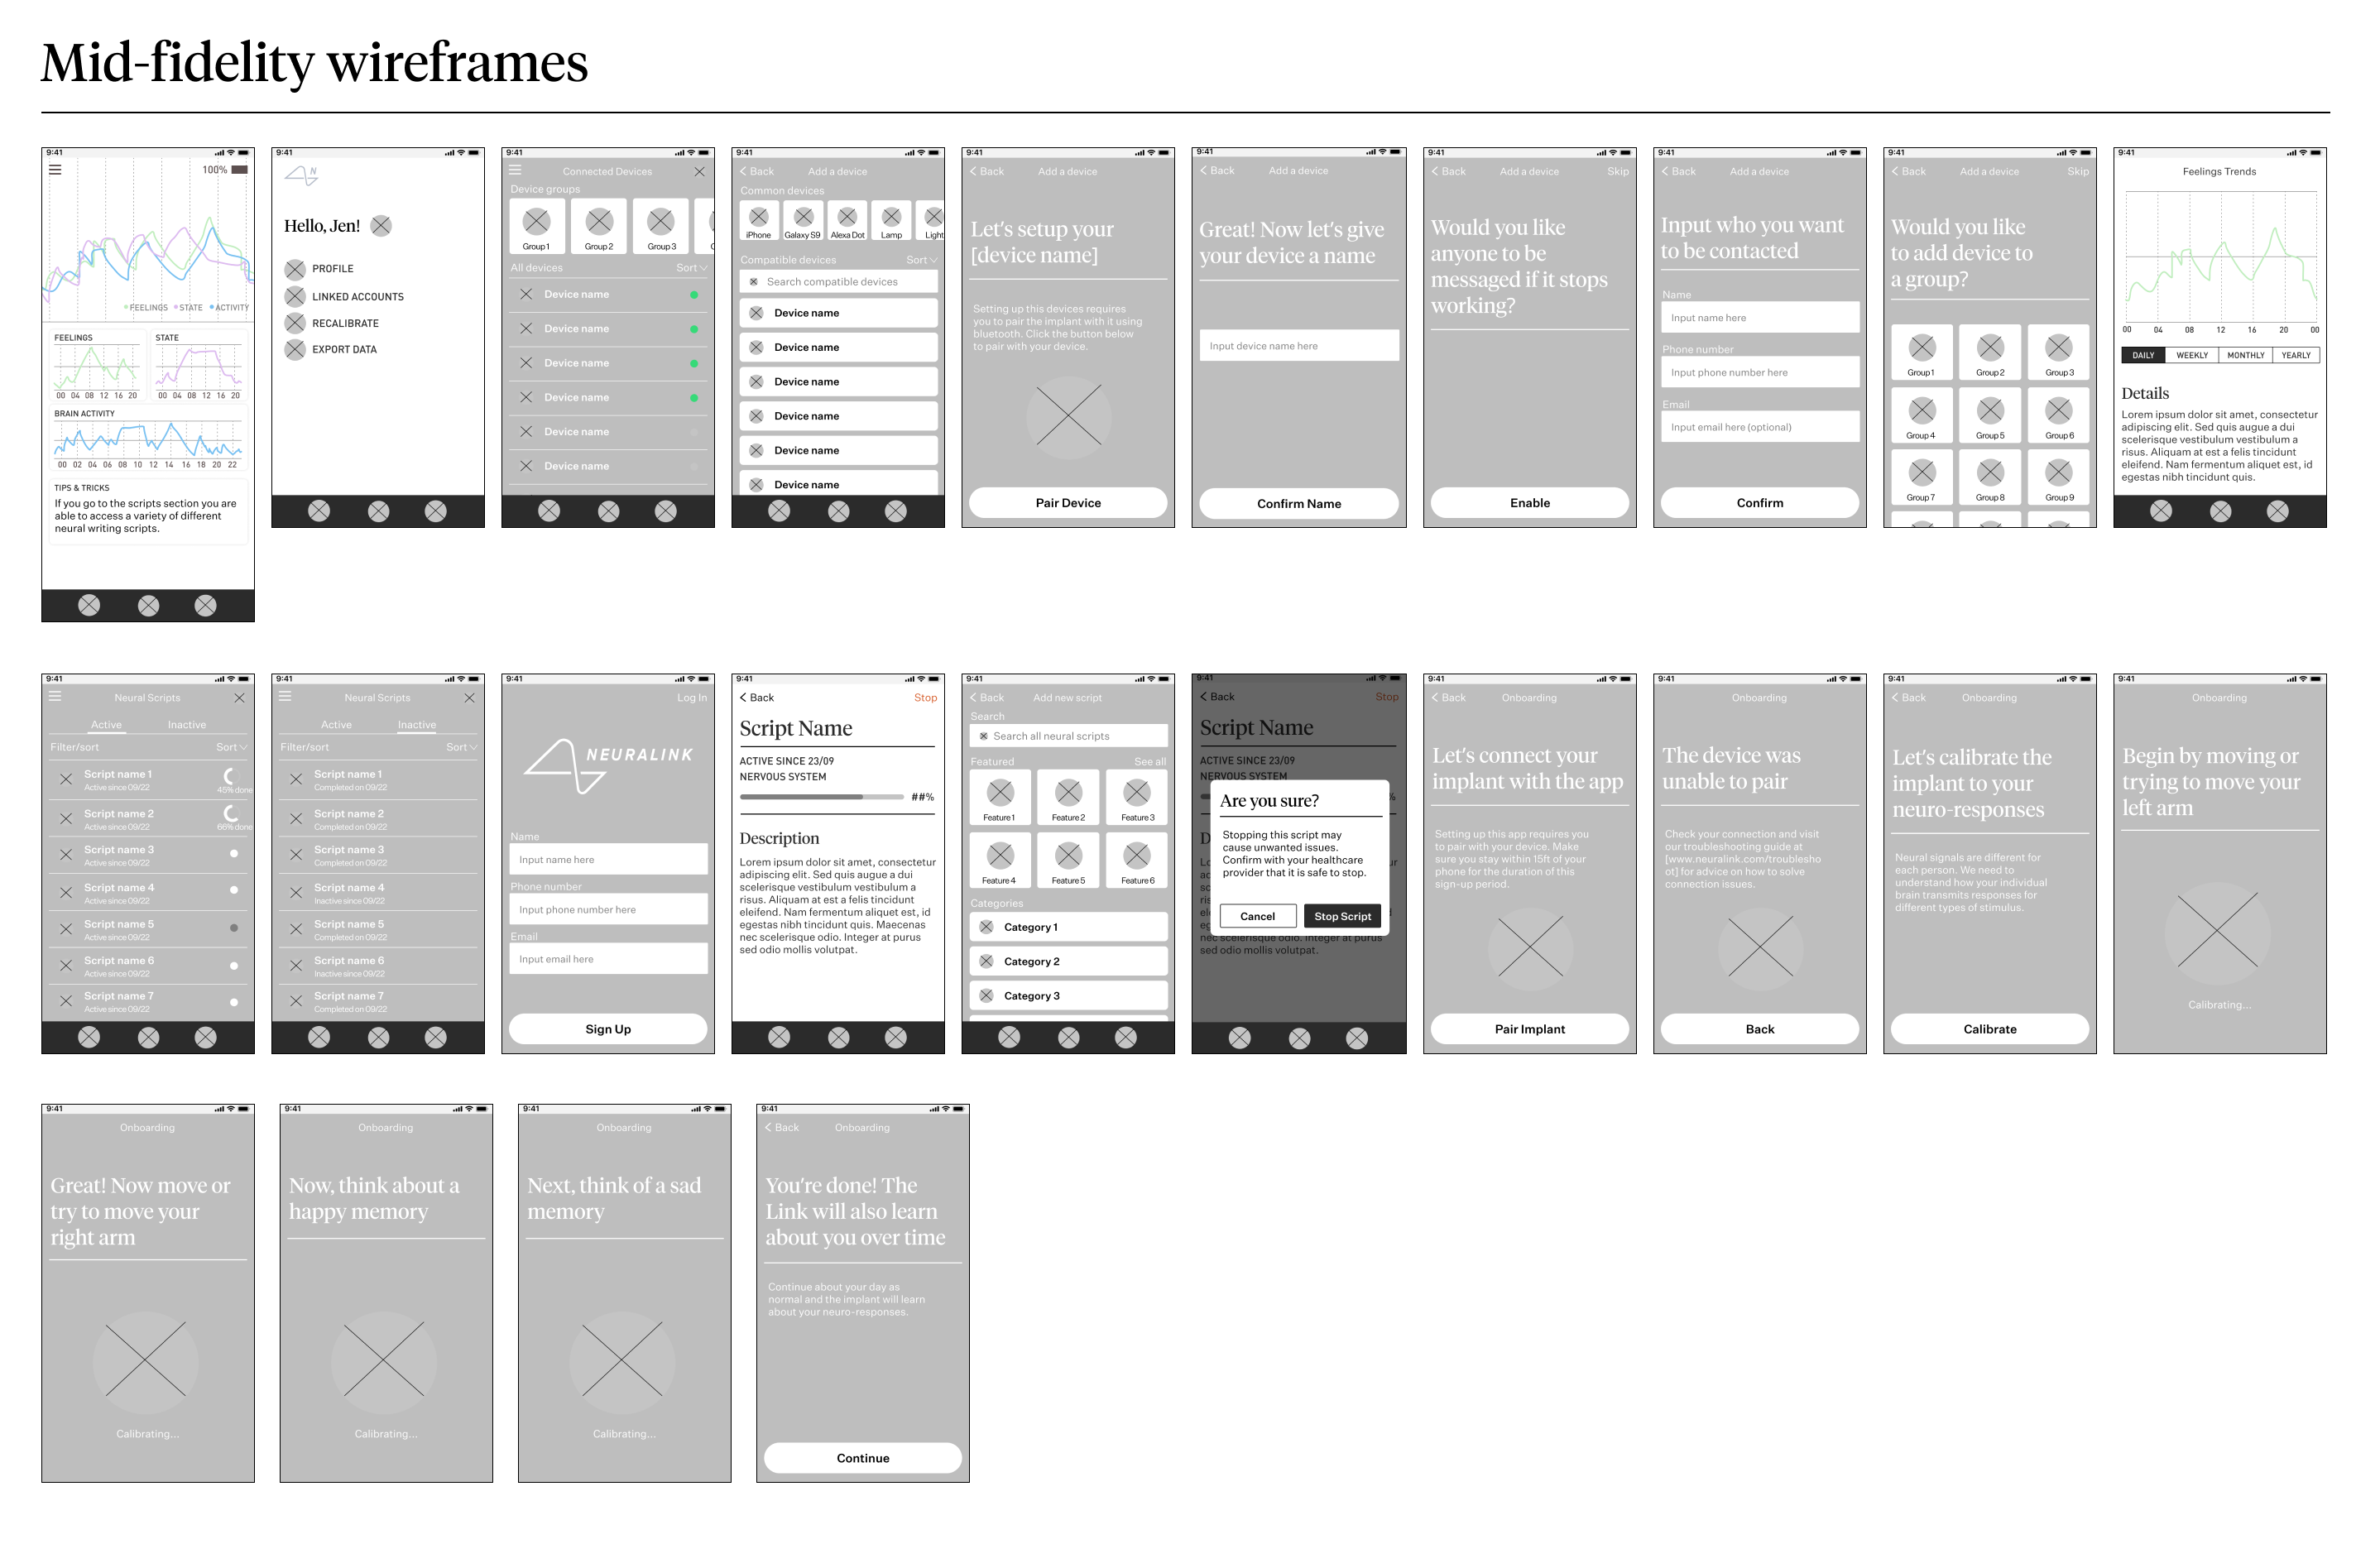 Mid-fidelity wireframes
9:41
100%
FEELINGS STATE ACTIVITY
FEELINGS
00 04 08 12 16 20
STATE
00 04 08 12 16 20
BRAIN ACTIVITY
00 02 04 06 08 10 12 14 16 18 20 22
TIPS & TRICKS
If you go to the scripts section you are
able to access a variety of different
neural writing scripts.
9:41
N
Hello, Jen!
PROFILE
LINKED ACCOUNTS
RECALIBRATE
EXPORT DATA
9:41
Connected Devices
Device groups
Group 1 Group 2 Group 3
All devices Sort
Device name
Device name
Device name
Device name
Device name
Device name
9:41
Back Add a device
Common devices
iPhone Galaxy S9 Alexa Dot Lamp Light
Compatible devices Sort
Search compatible devices
Device name
Device name
Device name
Device name
Device name
Device name
9:41
Back Add a device
Let's setup your
[device name]
Setting up this devices requires
you to pair the implant with it using
bluetooth. Click the button below
to pair with your device.
Pair Device
9:41
Back Add a device
Great! Now let's give
your device a name
Input device name here
Confirm Name
9:41
Back Add a device Skip
Would you like
anyone to be
messaged if it stops
working?
Enable
9:41
Back Add a device
Input who you want
to be contacted
Name
Input name here
Phone number
Input phone number here
Email
Input email here (optional)
Confirm
9:41
Back Add a device Skip
Would you like
to add device to
a group?
Group 1 Group 2 Group 3
Group 4 Group 5 Group 6
Group 7 Group 8 Group 9
9:41
Feelings Trends
00 04 08 12 16 20 00
DAILY WEEKLY MONTHLY YEARLY
Details
Lorem ipsum dolor sit amet, consectetur
adipiscing elit. Sed quis augue a dui
scelerisque vestibulum vestibulum a
risus. Aliquam at est a felis tincidunt
eleifend. Nam fermentum aliquet est, id
egestas nibh tincidunt quis.
9:41
Neural Scripts
Active Inactive
Filter/sort Sort
Script name 1
Active since 09/22 45% done
Script name 2
Active since 09/22 66% done
Script name 3
Active since 09/22
Script name 4
Active since 09/22
Script name 5
Active since 09/22
Script name 6
Active since 09/22
Script name 7
Active since 09/22
9:41
Neural Scripts
Active Inactive
Filter/sort Sort
Script name 1
Completed on 09/22
Script name 2
Completed on 09/22
Script name 3
Completed on 09/22
Script name 4
Inactive since 09/22
Script name 5
Completed on 09/22
Script name 6
Inactive since 09/22
Script name 7
Completed on 09/22
9:41
Log In
NEURALINK
Name
Input name here
Phone number
Input phone number here
Email
Input email here
Sign Up
9:41
Back Stop
Script Name
ACTIVE SINCE 23/09
NERVOUS SYSTEM
##%
Description
Lorem ipsum dolor sit amet, consectetur
adipiscing elit. Sed quis augue a dui
scelerisque vestibulum vestibulum a
risus. Aliquam at est a felis tincidunt
eleifend. Nam fermentum aliquet est, id
egestas nibh tincidunt quis. Maecenas
nec scelerisque odio. Integer at purus
sed odio mollis volutpat.
9:41
Back Add new script
Search
Search all neural scripts
Featured See all
Feature 1 Feature 2 Feature 3
Feature 4 Feature 5 Feature 6
Categories
Category 1
Category 2
Category 3
9:41
Back Stop
Script Name
ACTIVE SINCE 23/09
NERVOUS SYSTEM
Are you sure?
Stopping this script may
cause unwanted issues.
Confirm with your healthcare
provider that it is safe to stop.
Cancel Stop Script
nec scelerisque odio. Integer at purus
sed odio mollis volutpat.
9:41
Back Onboarding
Let's connect your
implant with the app
Setting up this app requires you
to pair with your device. Make
sure you stay within 15ft of your
phone for the duration of this
sign-up period.
Pair Implant
9:41
Onboarding
The device was
unable to pair
Check your connection and visit
our troubleshooting guide at
[www.neuralink.com/troublesho
ot] for advice on how to solve
connection issues.
Back
9:41
Back Onboarding
Let's calibrate the
implant to your
neuro-responses
Neural signals are different for
each person. We need to
understand how your individual
brain transmits responses for
different types of stimulus.
Calibrate
9:41
Onboarding
Begin by moving or
trying to move your
left arm
Calibrating...
9:41
Onboarding
Great! Now move or
try to move your
right arm
Calibrating...
9:41
Onboarding
Now, think about a
happy memory
Calibrating...
9:41
Onboarding
Next, think of a sad
memory
Calibrating...
9:41
Back Onboarding
You're done! The
Link will also learn
about you over time
Continue about your day as
normal and the implant will learn
about your neuro-responses.
Continue